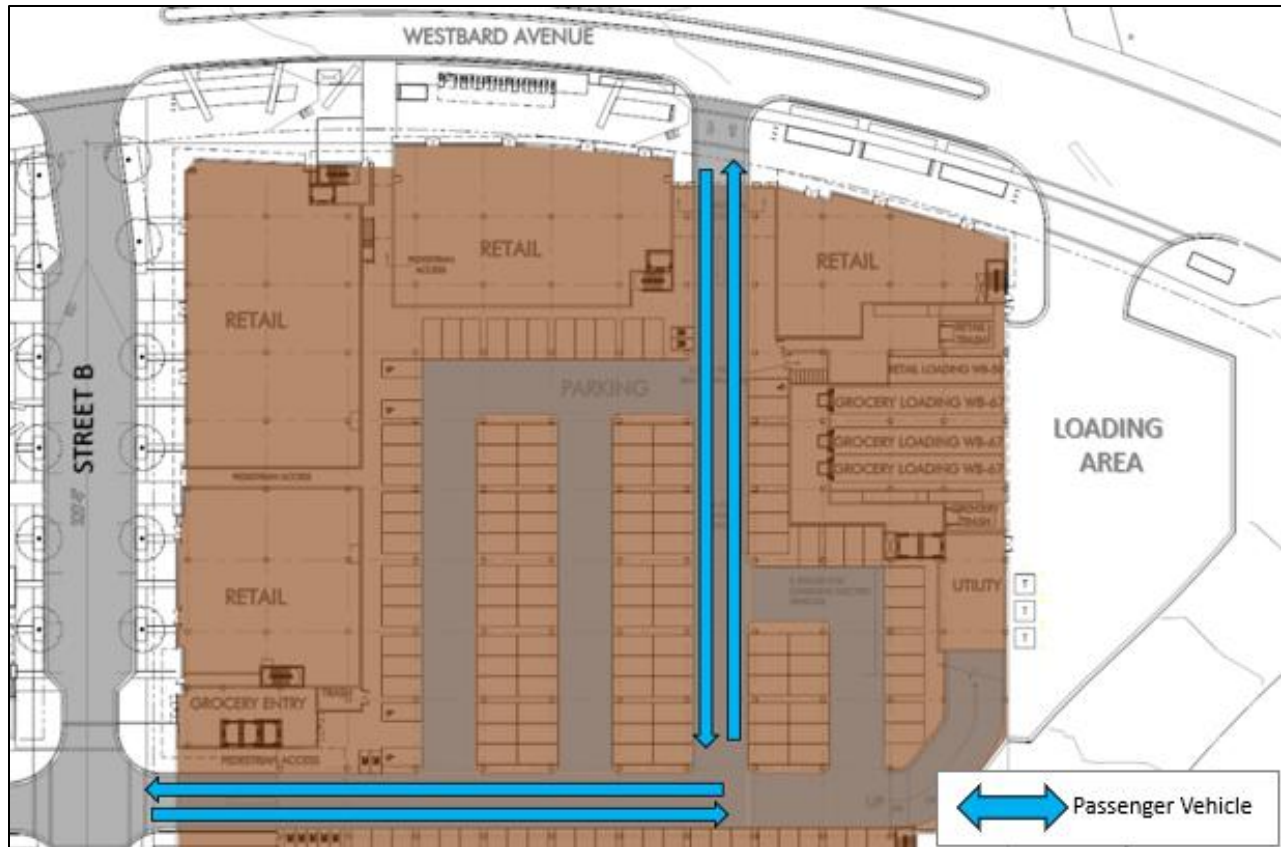 WESTBARD AVENUE
RETAIL
PEDESTRIAN
ACCESS
RETAIL
RETAIL
RETAIL
TRASH
RETAIL LOADING WB-50
PARKING
GROCERY LOADING WB-67
GROCERY LOADING WB-67
GROCERY LOADING WB-67
LOADING
AREA
STREET B
PEDESTRIAN ACCESS
GROCERY
TRASH
RETAIL
UTILITY
T
T
T
GROCERY ENTRY
TRASH
PEDESTRIAN ACCESS
UP
Passenger Vehicle